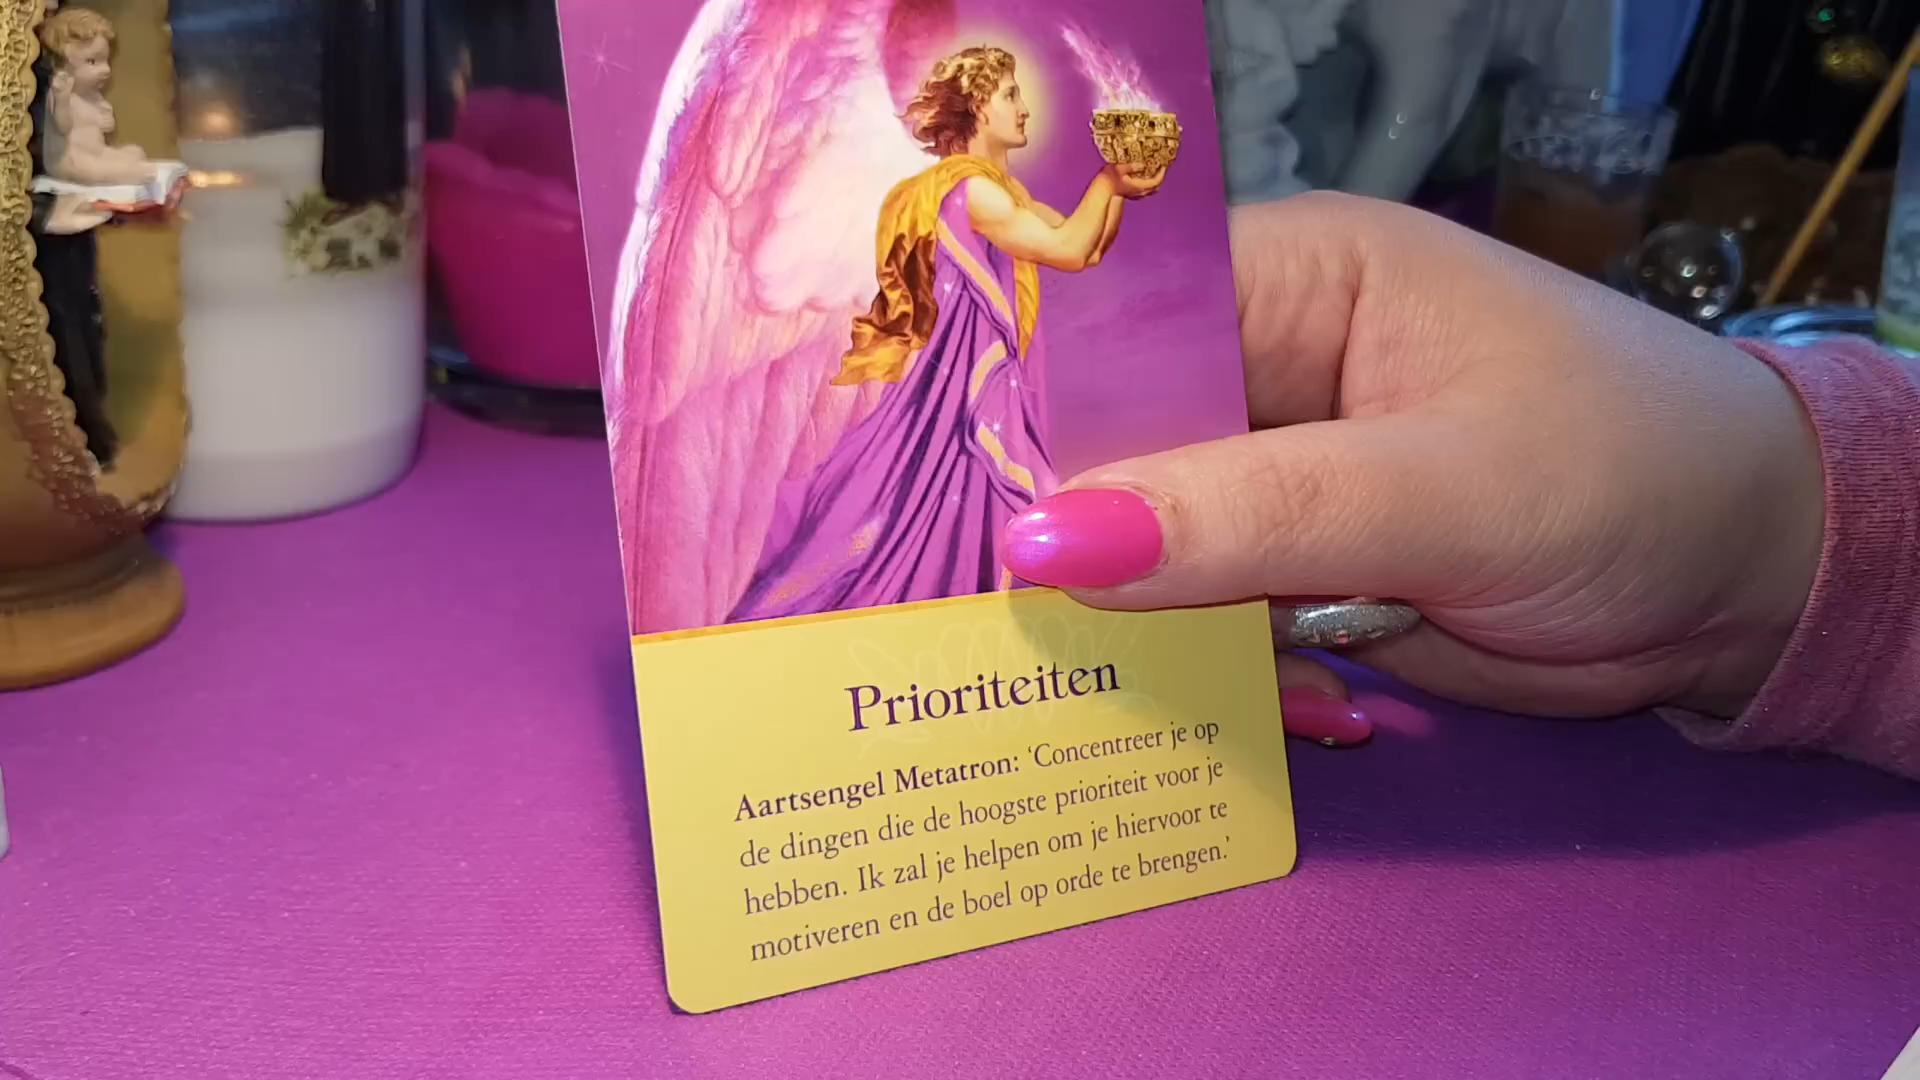 Prioriteiten
Aartsengel Metatron: ‘Concentreer je op
de dingen die de hoogste prioriteit voor je
hebben. Ik zal je helpen om je hiervoor te
motiveren en de boel op orde te brengen.’